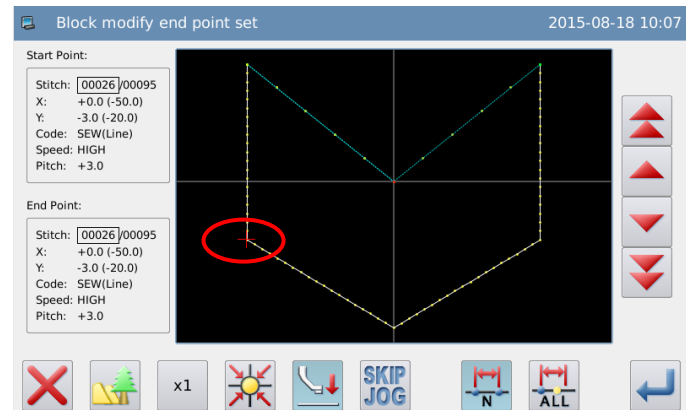 Block modify end point set 2015-08-18 10:07
Start Point:
Stitch: 00026/00095
X: +0.0 (-50.0)
Y: -3.0 (-20.0)
Code: SEW(Line)
Speed: HIGH
Pitch: +3.0
End Point:
Stitch: 00026/00095
X: +0.0 (-50.0)
Y: -3.0 (-20.0)
Code: SEW(Line)
Speed: HIGH
Pitch: +3.0
x1
SKIP
JOG
N
ALL